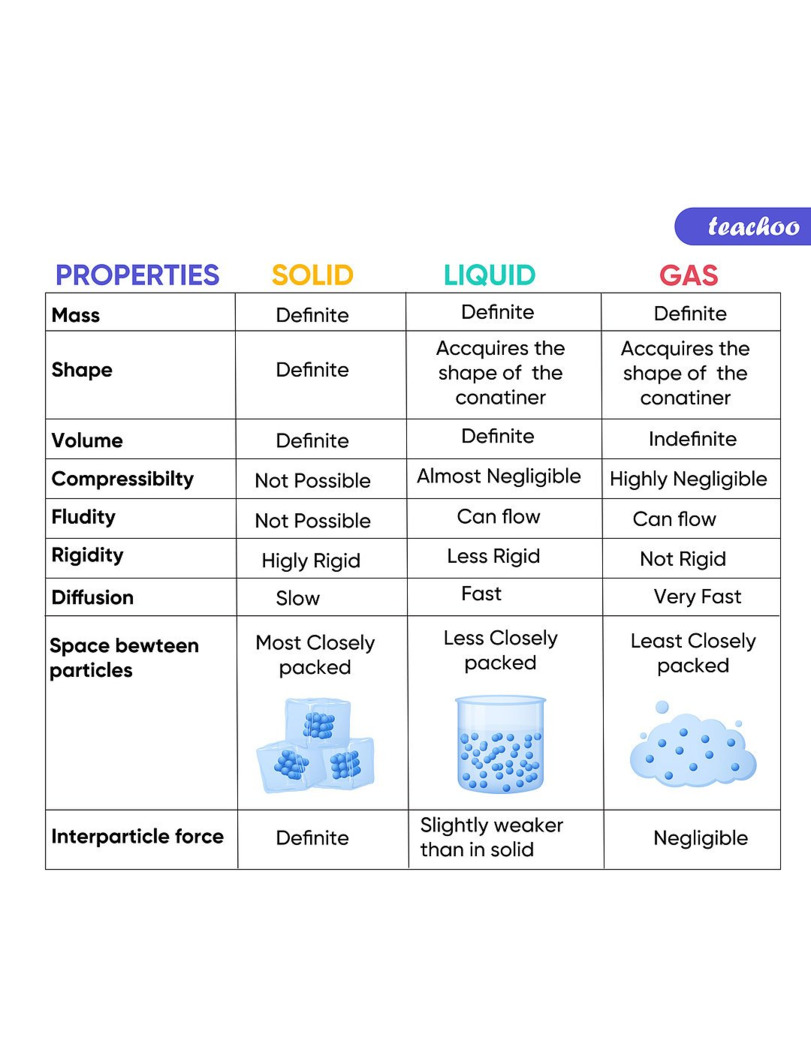 teachoo
PROPERTIES SOLID LIQUID GAS
Mass Definite Definite Definite
Shape Definite Accquires the shape of the conatiner Accquires the shape of the conatiner
Volume Definite Definite Indefinite
Compressibilty Not Possible Almost Negligible Highly Negligible
Fludity Not Possible Can flow Can flow
Rigidity Higly Rigid Less Rigid Not Rigid
Diffusion Slow Fast Very Fast
Space bewteen particles Most Closely packed Less Closely packed Least Closely packed
Interparticle force Definite Slightly weaker than in solid Negligible